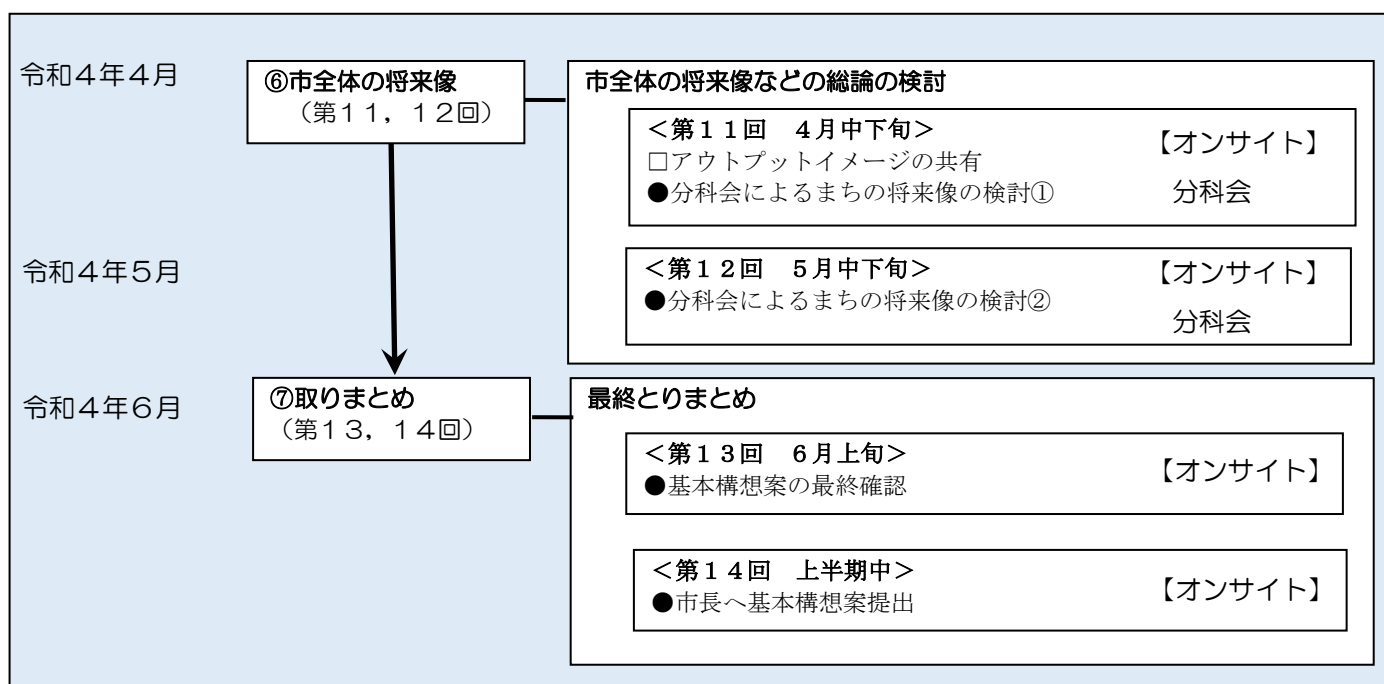 令和４年４月
⑥市全体の将来像
（第１１，１２回）
市全体の将来像などの総論の検討
＜第１１回　４月中下旬＞
【オンサイト】
□アウトプットイメージの共有
●分科会によるまちの将来像の検討①
分科会
令和４年５月
＜第１２回　５月中下旬＞
【オンサイト】
●分科会によるまちの将来像の検討②
分科会
令和４年６月
⑦取りまとめ
（第１３，１４回）
最終とりまとめ
＜第１３回　６月上旬＞
【オンサイト】
●基本構想案の最終確認
＜第１４回　上半期中＞
【オンサイト】
●市長へ基本構想案提出